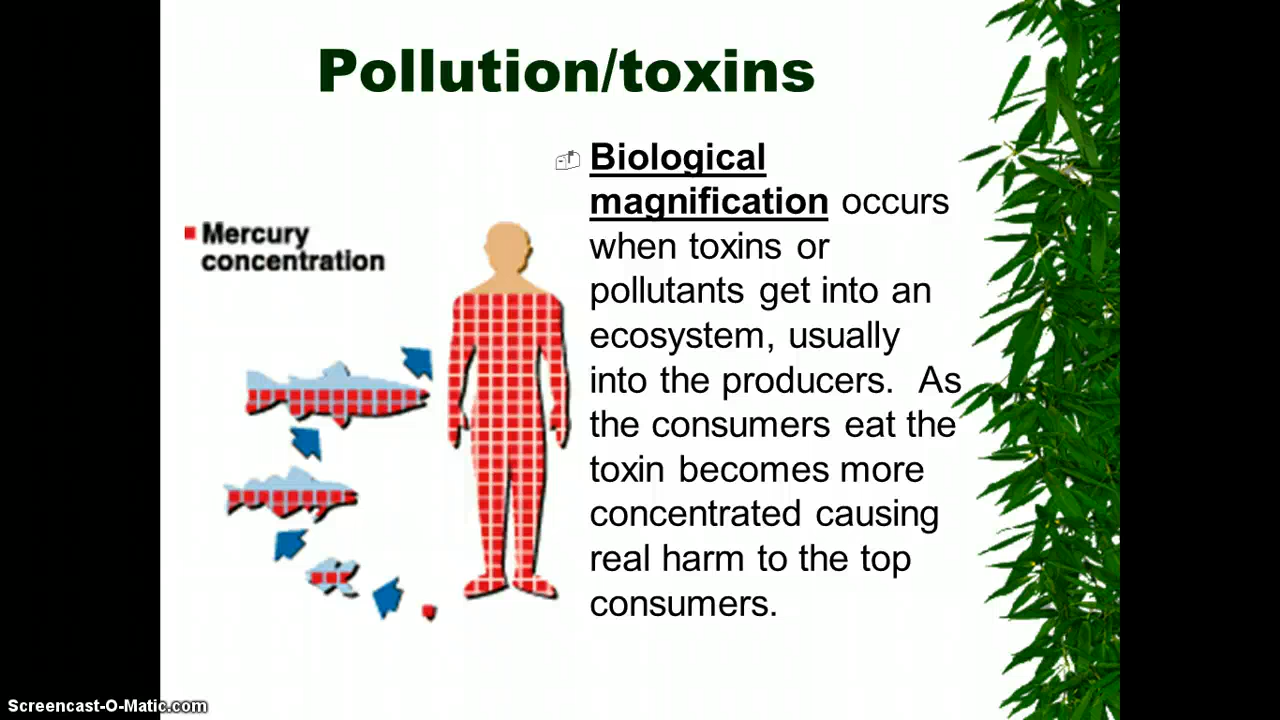 Pollution/toxins
Mercury
concentration
Biological
magnification occurs
when toxins or
pollutants get into an
ecosystem, usually
into the producers.  As
the consumers eat the
toxin becomes more
concentrated causing
real harm to the top
consumers.
Screencast-O-Matic.com